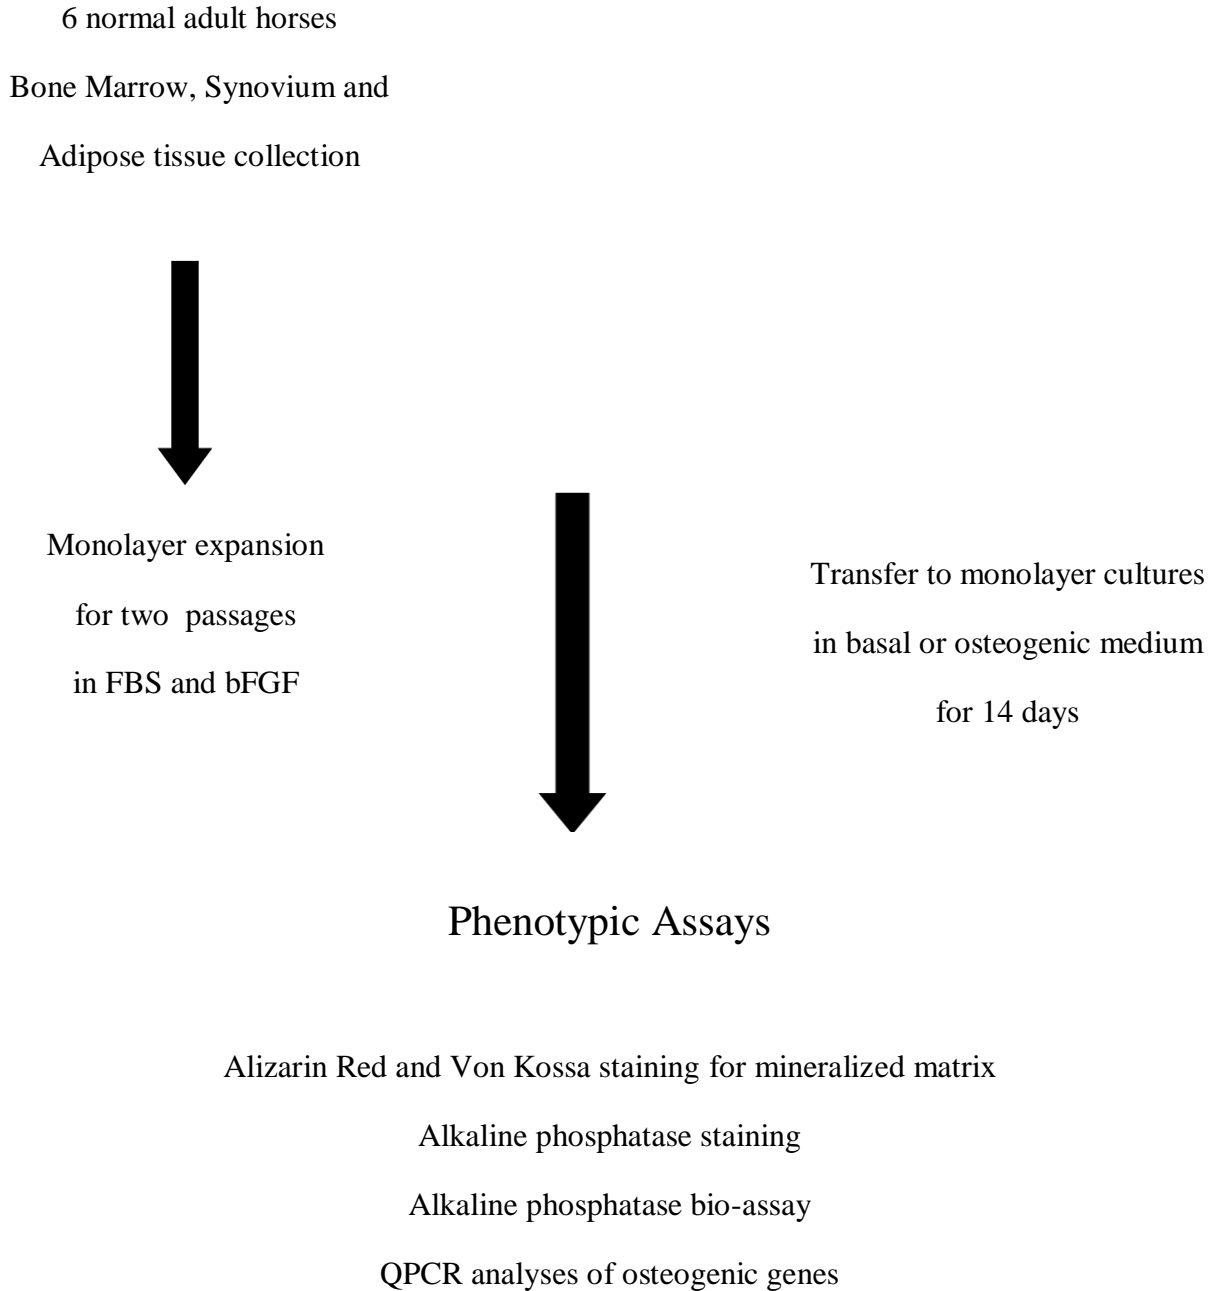 6 normal adult horses
Bone Marrow, Synovium and
Adipose tissue collection
Monolayer expansion
for two passages
in FBS and bFGF
Transfer to monolayer cultures
in basal or osteogenic medium
for 14 days
Phenotypic Assays
Alizarin Red and Von Kossa staining for mineralized matrix
Alkaline phosphatase staining
Alkaline phosphatase bio-assay
QPCR analyses of osteogenic genes